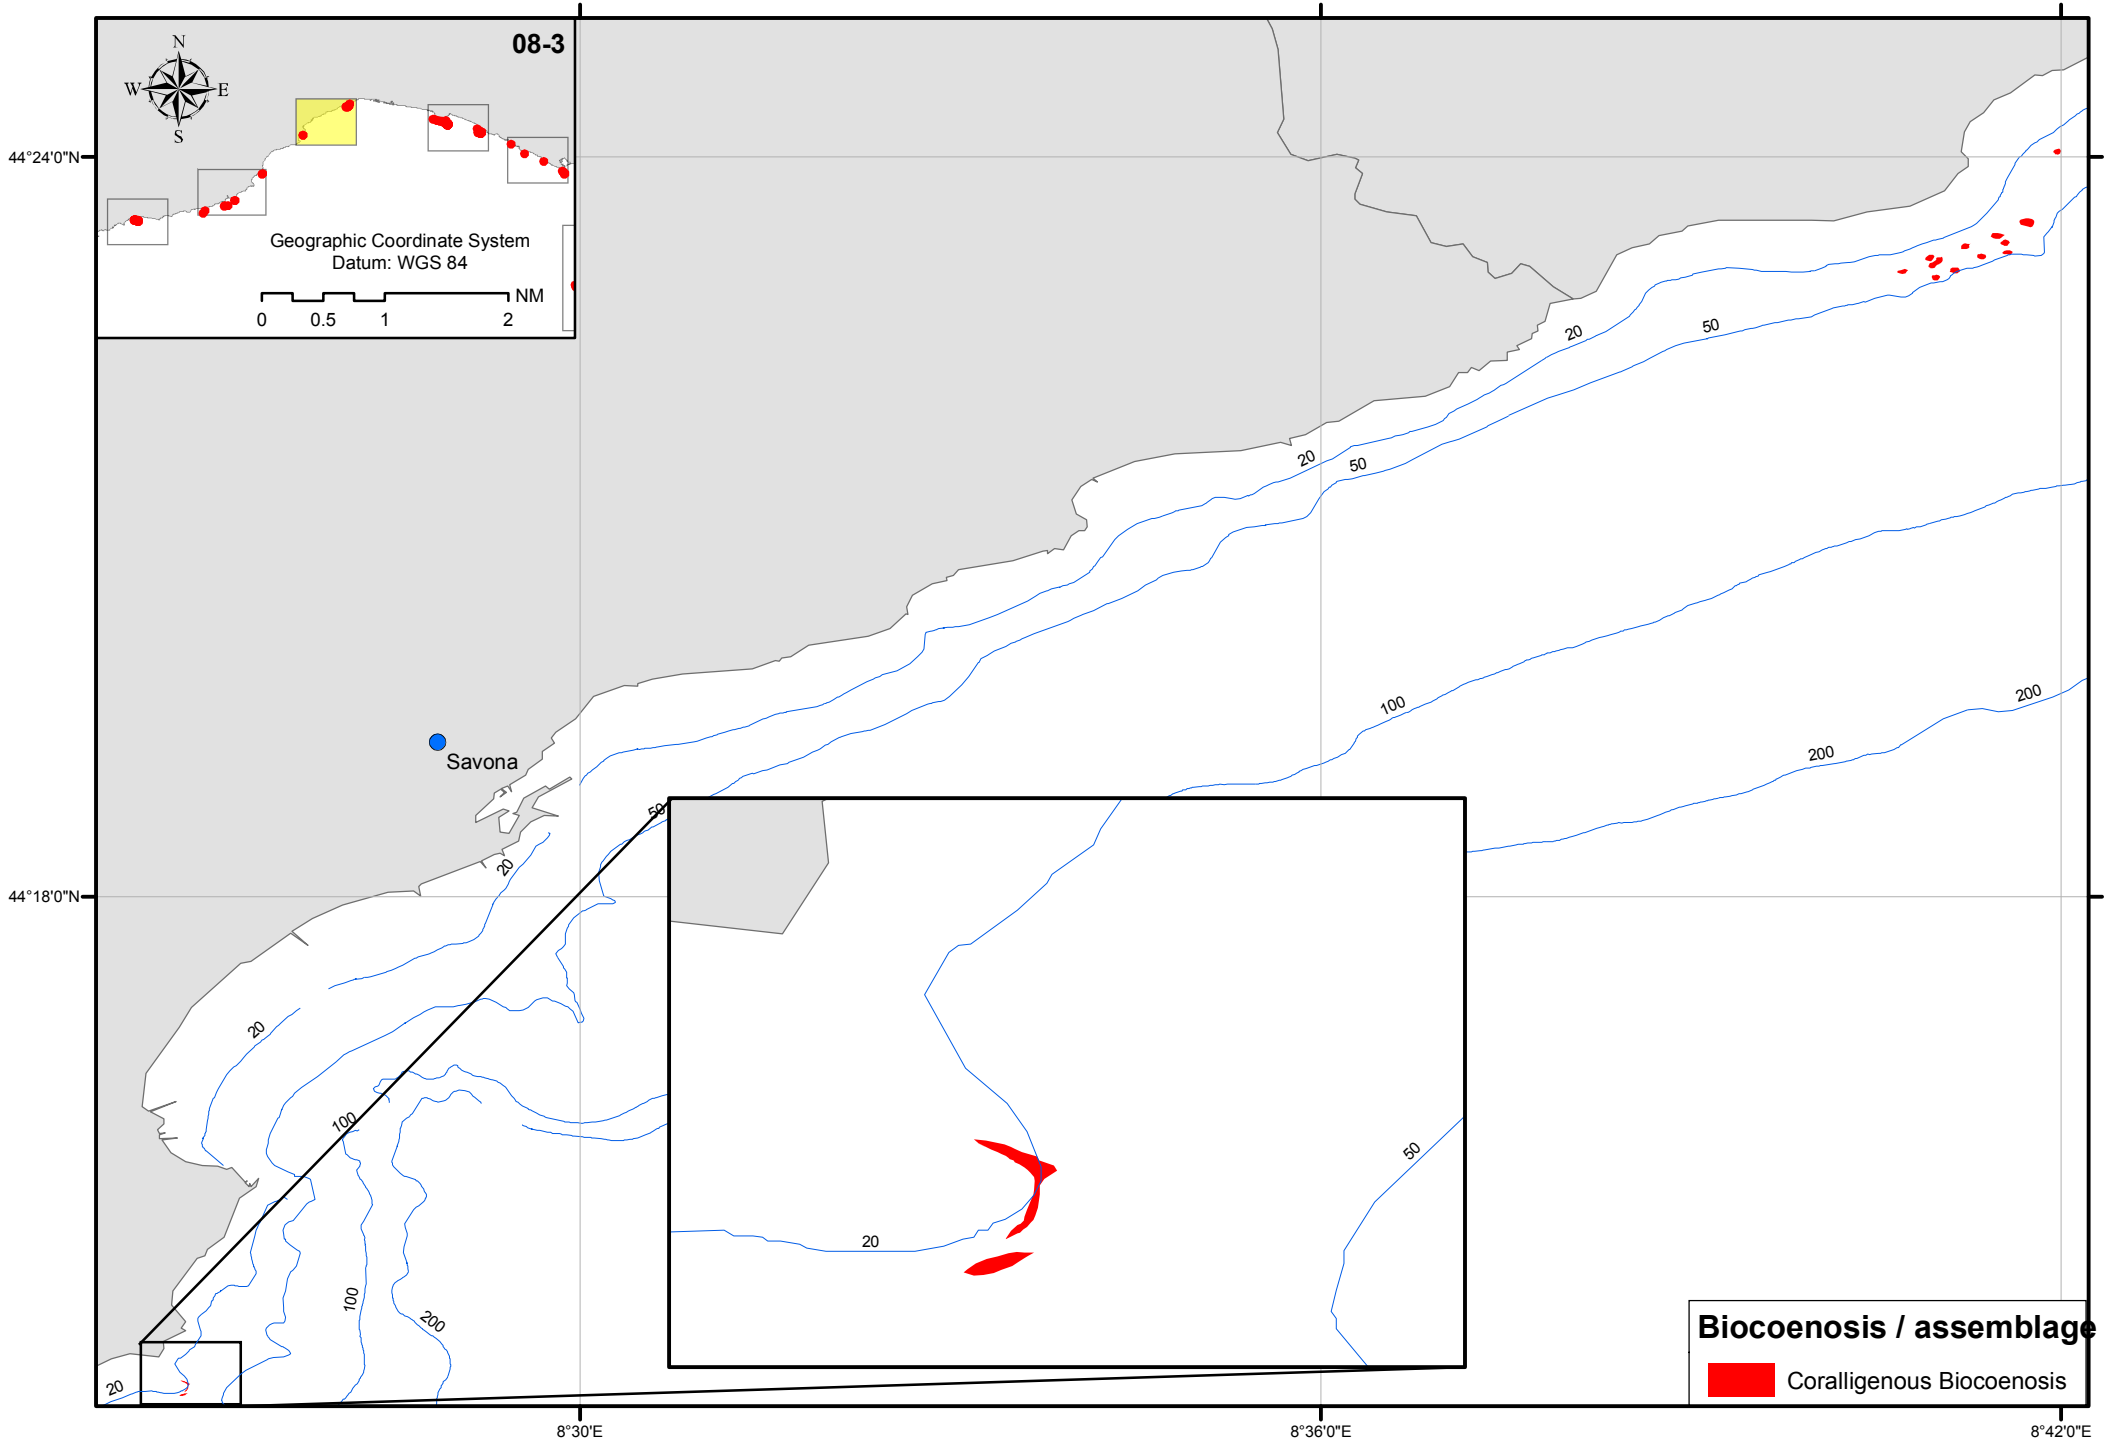 08-3
N
W
E
S
Geographic Coordinate System
Datum: WGS 84
NM
0 0.5 1 2
44°24'0"N
44°18'0"N
20
50
20
50
100
200
200
Savona
50
20
20
100
100
200
20
20
50
Biocoenosis / assemblage
Coralligenous Biocoenosis
8°30'E
8°36'0"E
8°42'0"E